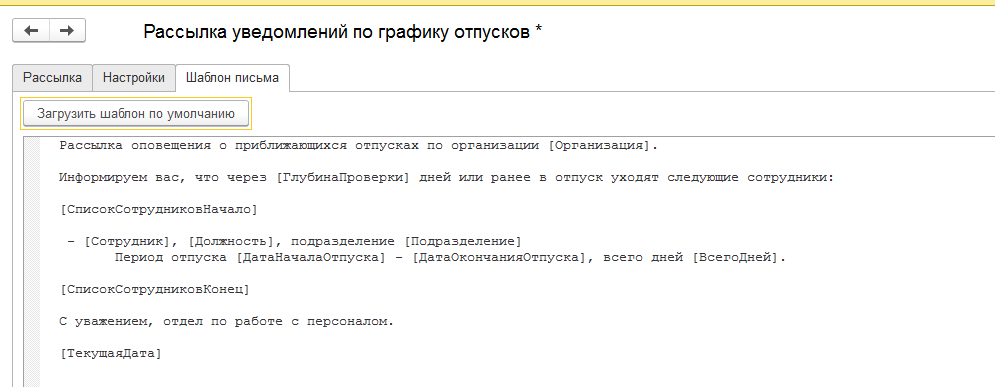 Рассылка уведомлений по графику отпусков *
Рассылка Настройки Шаблон письма
Загрузить шаблон по умолчанию
Рассылка оповещения о приближающихся отпусках по организации [Организация].
Информируем вас, что через [ГлубинаПроверки] дней или ранее в отпуск уходят следующие сотрудники:
[СписокСотрудниковНачало]
– [Сотрудник], [Должность], подразделение [Подразделение]
Период отпуска [ДатаНачалаОтпуска] – [ДатаОкончанияОтпуска], всего дней [ВсегоДней].
[СписокСотрудниковКонец]
С уважением, отдел по работе с персоналом.
[ТекущаяДата]